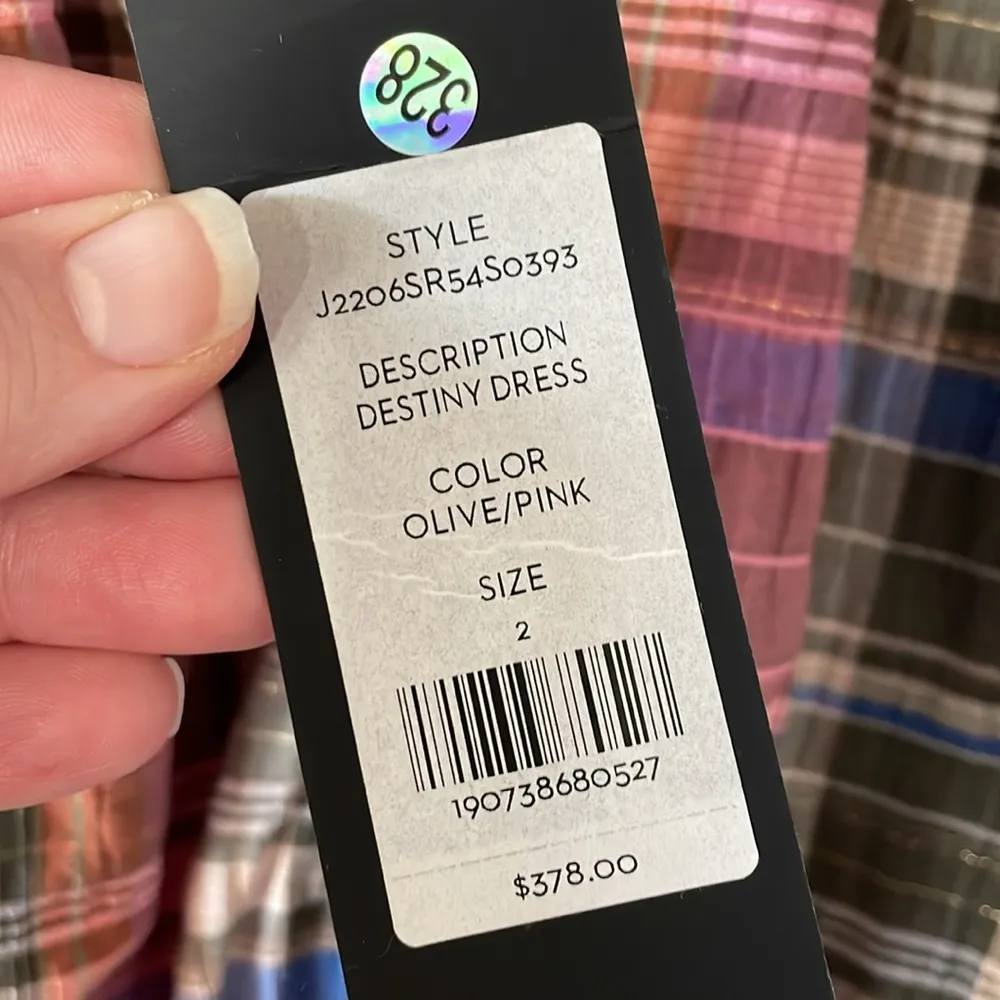 328
STYLE
J2206SR54S0393
DESCRIPTION
DESTINY DRESS
COLOR
OLIVE/PINK
SIZE
2
190738680527
$378.00